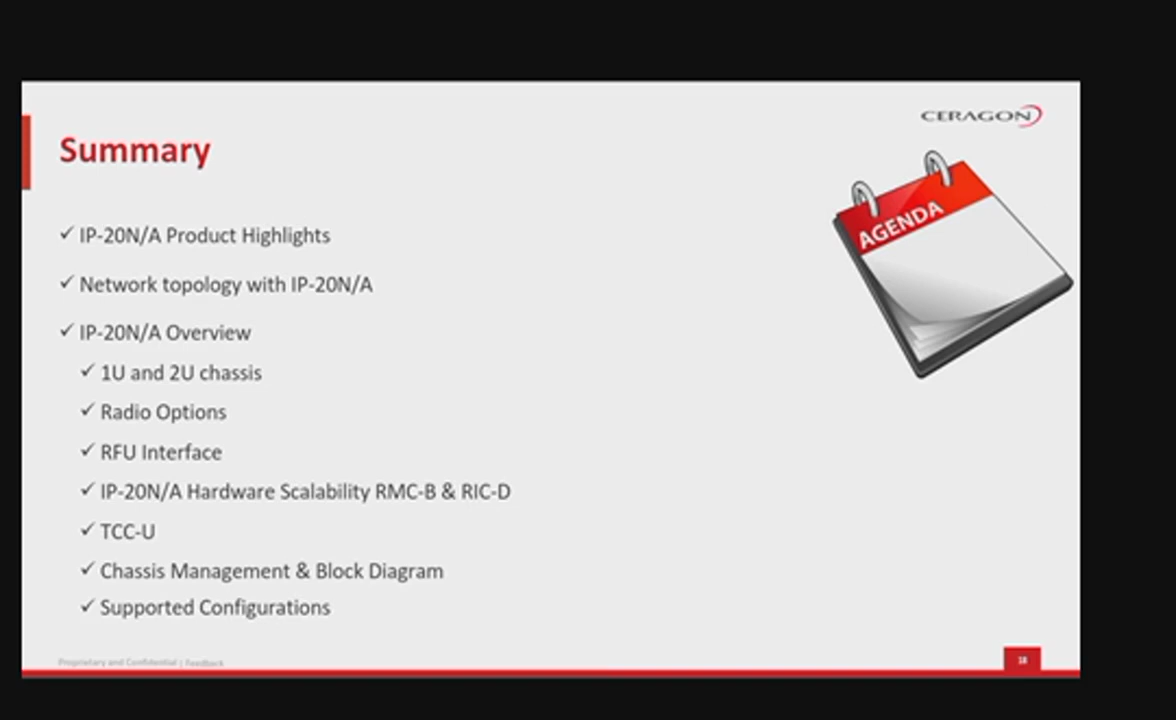 CERAGON
Summary
AGENDA
✓ IP-20N/A Product Highlights
✓ Network topology with IP-20N/A
✓ IP-20N/A Overview
✓ 1U and 2U chassis
✓ Radio Options
✓ RFU Interface
✓ IP-20N/A Hardware Scalability RMC-B & RIC-D
✓ TCC-U
✓ Chassis Management & Block Diagram
✓ Supported Configurations
Proprietary and Confidential | Feedback
18